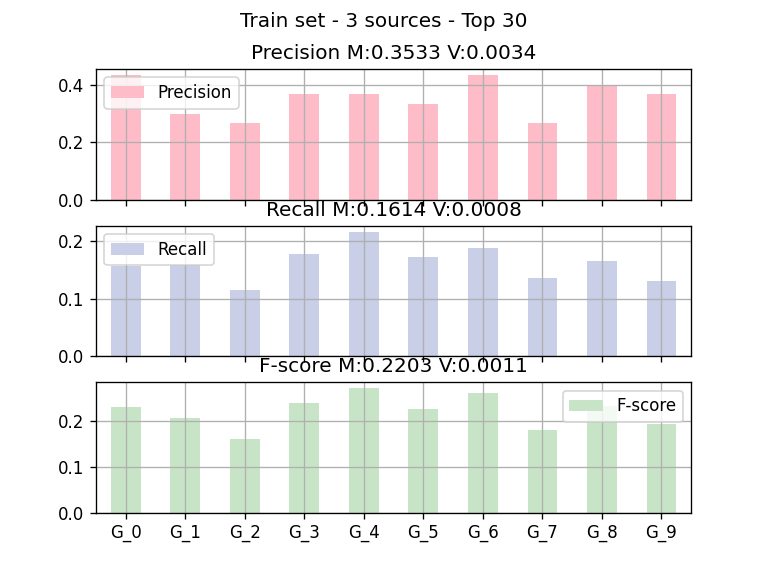 Train set - 3 sources - Top 30
Precision M:0.3533 V:0.0034
0.4
0.2
0.0
Precision
Recall M:0.1614 V:0.0008
0.2
0.1
0.0
Recall
F-score M:0.2203 V:0.0011
0.2
0.1
0.0
F-score
G_0 G_1 G_2 G_3 G_4 G_5 G_6 G_7 G_8 G_9